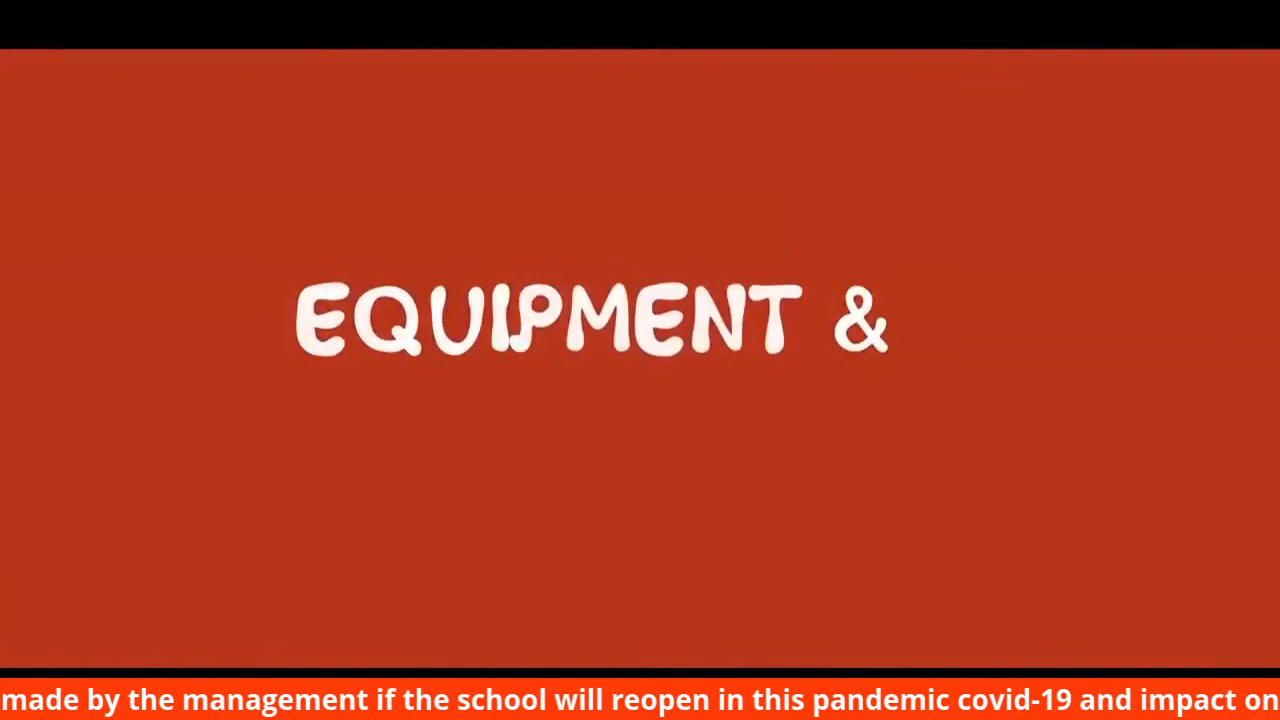 EQUIPMENT &
made by the management if the school will reopen in this pandemic covid-19 and impact on